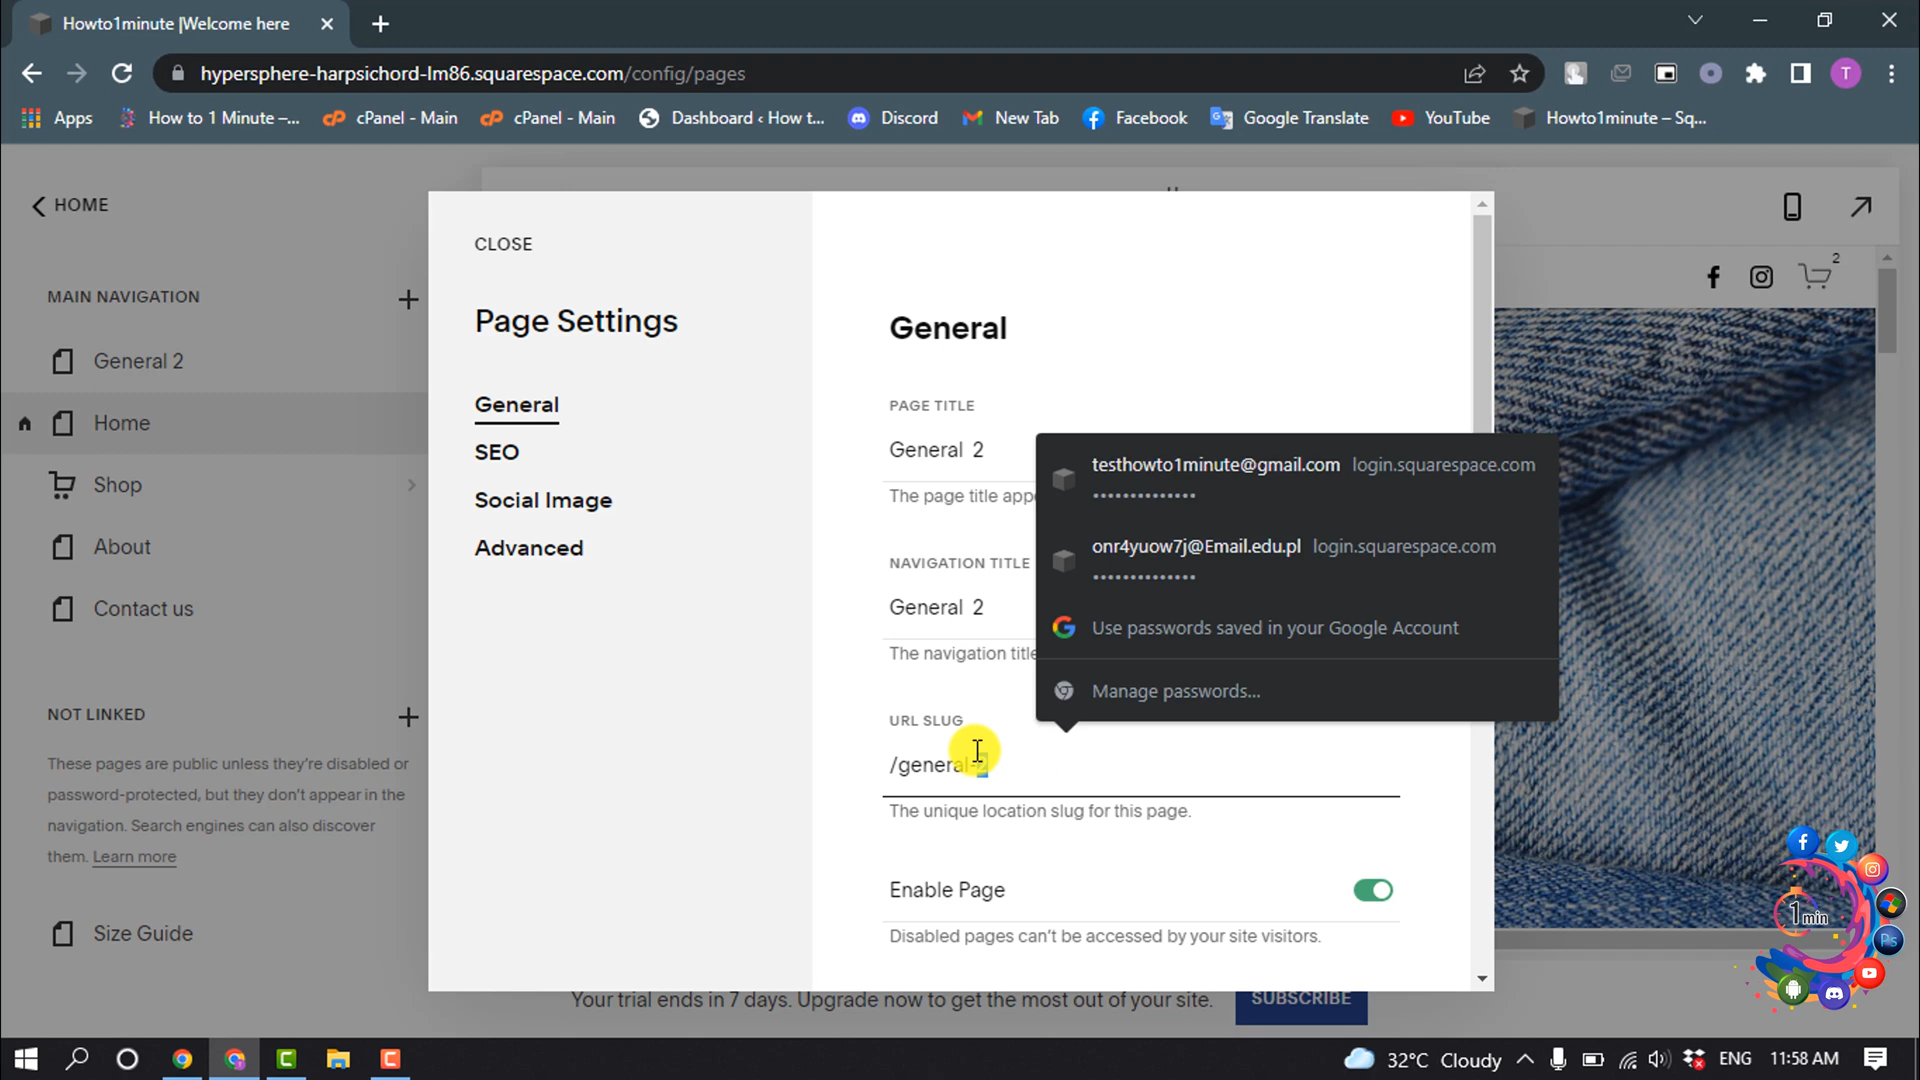 Howto1minute |Welcome here
hypersphere-harpsichord-lm86.squarespace.com/config/pages
T
Apps
How to 1 Minute –...
cPanel - Main
cPanel - Main
Dashboard ‹ How t...
Discord
New Tab
Facebook
Google Translate
YouTube
Howto1minute – Sq...
HOME
MAIN NAVIGATION
General 2
Home
Shop
About
Contact us
NOT LINKED
These pages are public unless they're disabled or
password-protected, but they don't appear in the
navigation. Search engines can also discover
them. Learn more
Size Guide
CLOSE
Page Settings
General
SEO
Social Image
Advanced
General
PAGE TITLE
General 2
The page title appe
NAVIGATION TITLE
General 2
The navigation title
URL SLUG
/general-2
The unique location slug for this page.
Enable Page
Disabled pages can't be accessed by your site visitors.
testhowto1minute@gmail.com login.squarespace.com
••••••••••••••
onr4yuow7j@Email.edu.pl login.squarespace.com
••••••••••••••
Use passwords saved in your Google Account
Manage passwords...
2
Your trial ends in 7 days. Upgrade now to get the most out of your site.
SUBSCRIBE
1 min
Ps
32°C Cloudy
ENG
11:58 AM